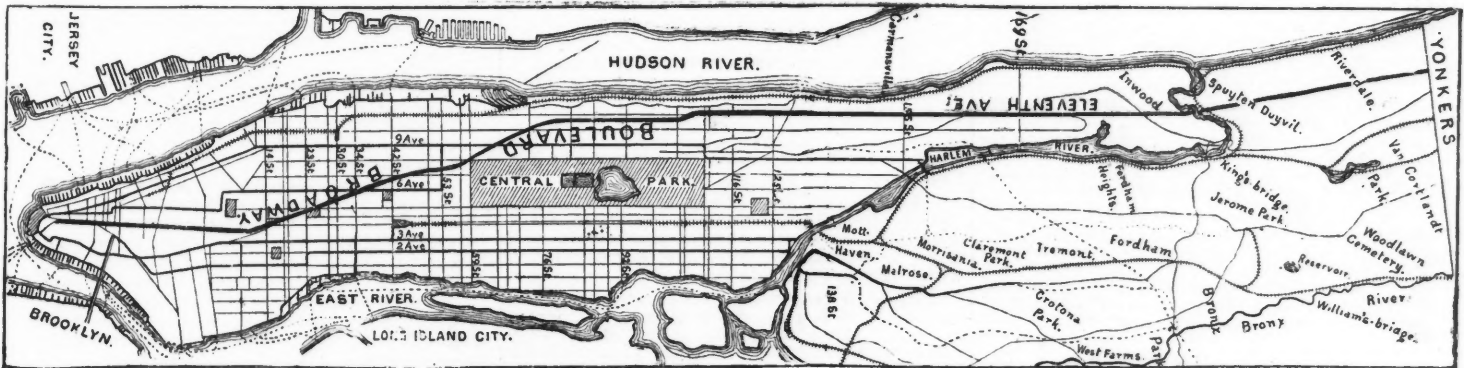 JERSEY
CITY.
HUDSON RIVER.
Carmansville
169 St
Inwood
Spuyten Duyvil.
Riverdale.
YONKERS
ELEVENTH AVE.
BOULEVARD
BROADWAY
9 Ave
6 Ave
3 Ave
2 Ave
14 St
23 St
30 St
34 St
42 St
53 St
59 St
116 St
125 St
155 St
CENTRAL PARK.
HARLEM RIVER.
Fordham
Heights.
King's bridge.
Jerome Park.
Van Cortlandt
Park.
Woodlawn
Cemetery.
Mott
Haven.
Melrose.
Morrisania.
Claremont
Park.
Tremont.
Fordham
Reservoir.
138 St
Crotona
Park.
West Farms.
Bronx
Park
Bronx River
William's-bridge.
BROOKLYN.
EAST RIVER.
LONG ISLAND CITY.